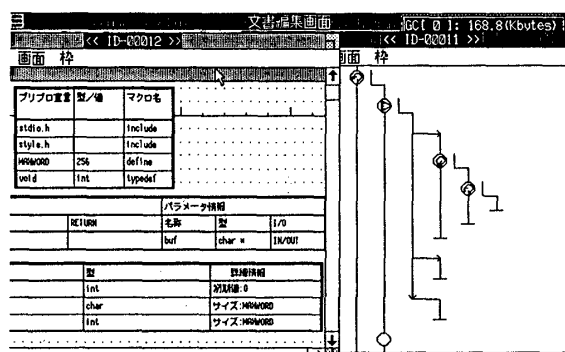 文書編集画面
GC[ 0 ]: 168.8(Kbutes)
<< ID-00012 >>
<< ID-00011 >>
画面 枠
画面 枠
プリプロ宣言 型/値 マクロ名
stdio.h include
style.h include
MAXWORD 256 define
void int typedef
パラメータ情報
RETURN 名称 型 I/O
buf char * IN/OUT
型 詳細情報
int 初期値:0
char サイズ:MAXWORD
int サイズ:MAXWORD